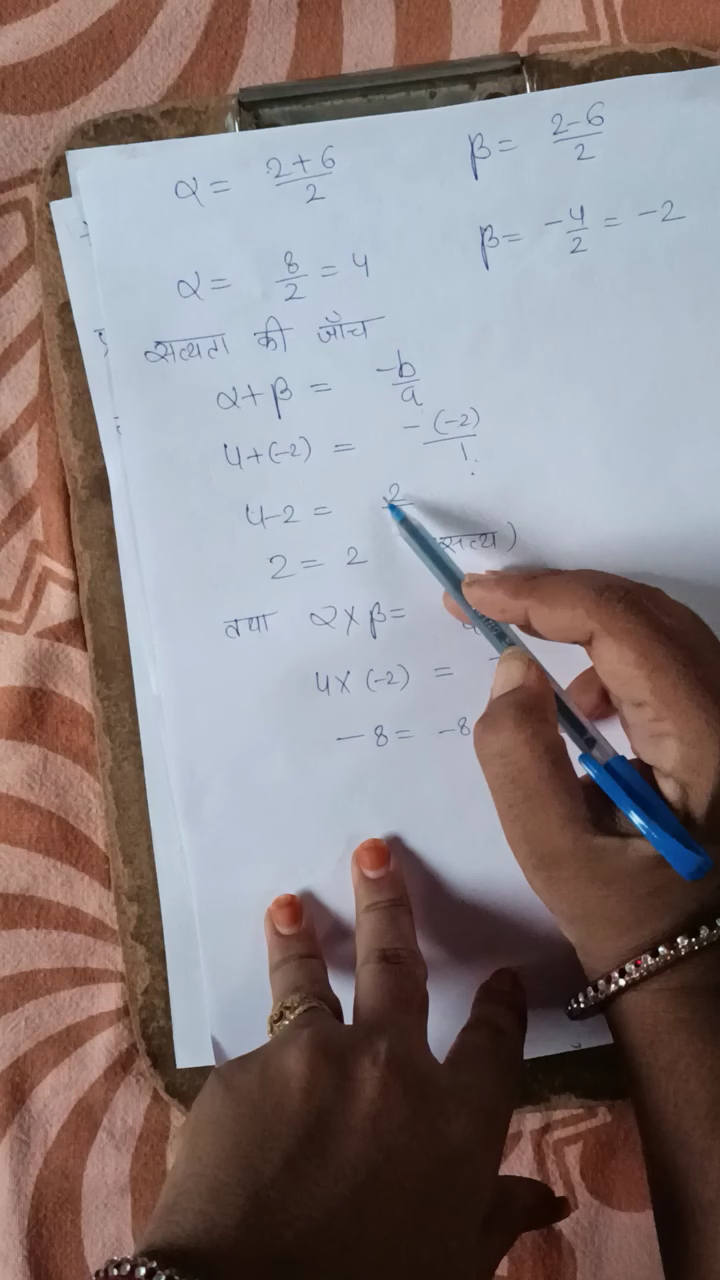 α = 2+6/2 β = 2-6/2
α = 8/2 = 4 β = -4/2 = -2
सत्यता की जाँच
α+β = -b/a
4+(-2) = -(-2)/1
4-2 = 2
2 = 2 सत्य)
तथा α×β =
4×(-2) =
-8 = -8